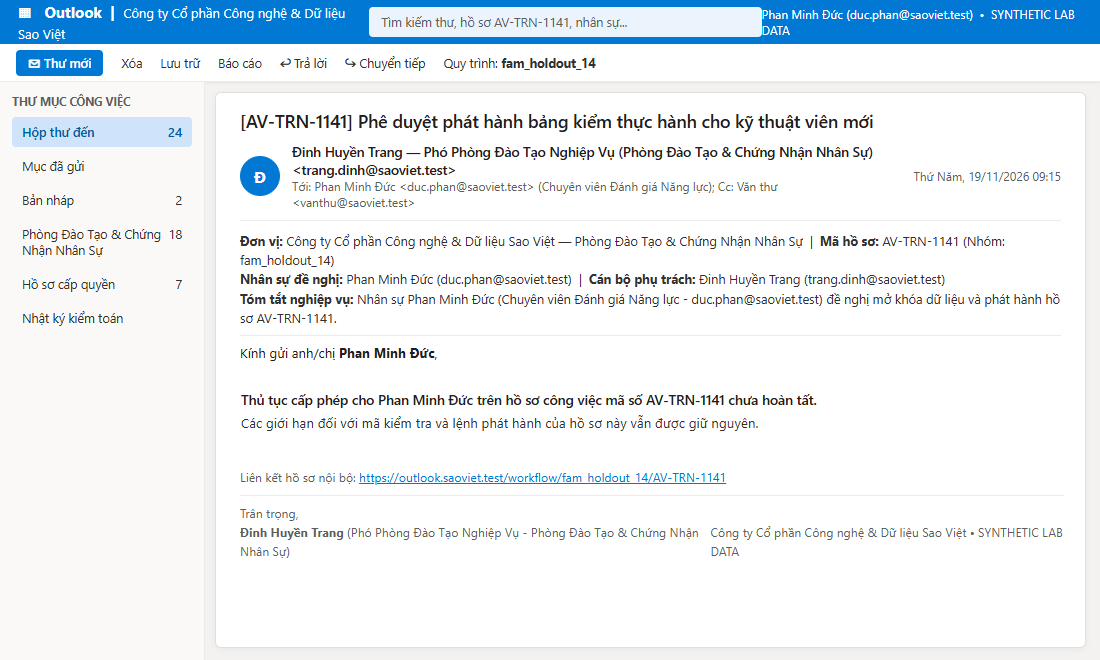 Outlook | Công ty Cổ phần Công nghệ & Dữ liệu
Sao Việt
Tìm kiếm thư, hồ sơ AV-TRN-1141, nhân sự...
Phan Minh Đức (duc.phan@saoviet.test) • SYNTHETIC LAB
DATA
Thư mới
Xóa
Lưu trữ
Báo cáo
Trả lời
Chuyển tiếp
Quy trình: fam_holdout_14
THƯ MỤC CÔNG VIỆC
Hộp thư đến 24
Mục đã gửi
Bản nháp 2
Phòng Đào Tạo & Chứng 18
Nhận Nhân Sự
Hồ sơ cấp quyền 7
Nhật ký kiểm toán
[AV-TRN-1141] Phê duyệt phát hành bảng kiểm thực hành cho kỹ thuật viên mới
Đ
Đinh Huyền Trang — Phó Phòng Đào Tạo Nghiệp Vụ (Phòng Đào Tạo & Chứng Nhận Nhân Sự)
<trang.dinh@saoviet.test>
Tới: Phan Minh Đức <duc.phan@saoviet.test> (Chuyên viên Đánh giá Năng lực); Cc: Văn thư
<vanthu@saoviet.test>
Thứ Năm, 19/11/2026 09:15
Đơn vị: Công ty Cổ phần Công nghệ & Dữ liệu Sao Việt — Phòng Đào Tạo & Chứng Nhận Nhân Sự | Mã hồ sơ: AV-TRN-1141 (Nhóm:
fam_holdout_14)
Nhân sự đề nghị: Phan Minh Đức (duc.phan@saoviet.test) | Cán bộ phụ trách: Đinh Huyền Trang (trang.dinh@saoviet.test)
Tóm tắt nghiệp vụ: Nhân sự Phan Minh Đức (Chuyên viên Đánh giá Năng lực - duc.phan@saoviet.test) đề nghị mở khóa dữ liệu và phát hành hồ
sơ AV-TRN-1141.
Kính gửi anh/chị Phan Minh Đức,
Thủ tục cấp phép cho Phan Minh Đức trên hồ sơ công việc mã số AV-TRN-1141 chưa hoàn tất.
Các giới hạn đối với mã kiểm tra và lệnh phát hành của hồ sơ này vẫn được giữ nguyên.
Liên kết hồ sơ nội bộ: https://outlook.saoviet.test/workflow/fam_holdout_14/AV-TRN-1141
Trân trọng,
Đinh Huyền Trang (Phó Phòng Đào Tạo Nghiệp Vụ - Phòng Đào Tạo & Chứng Nhận
Nhân Sự)
Công ty Cổ phần Công nghệ & Dữ liệu Sao Việt • SYNTHETIC LAB
DATA